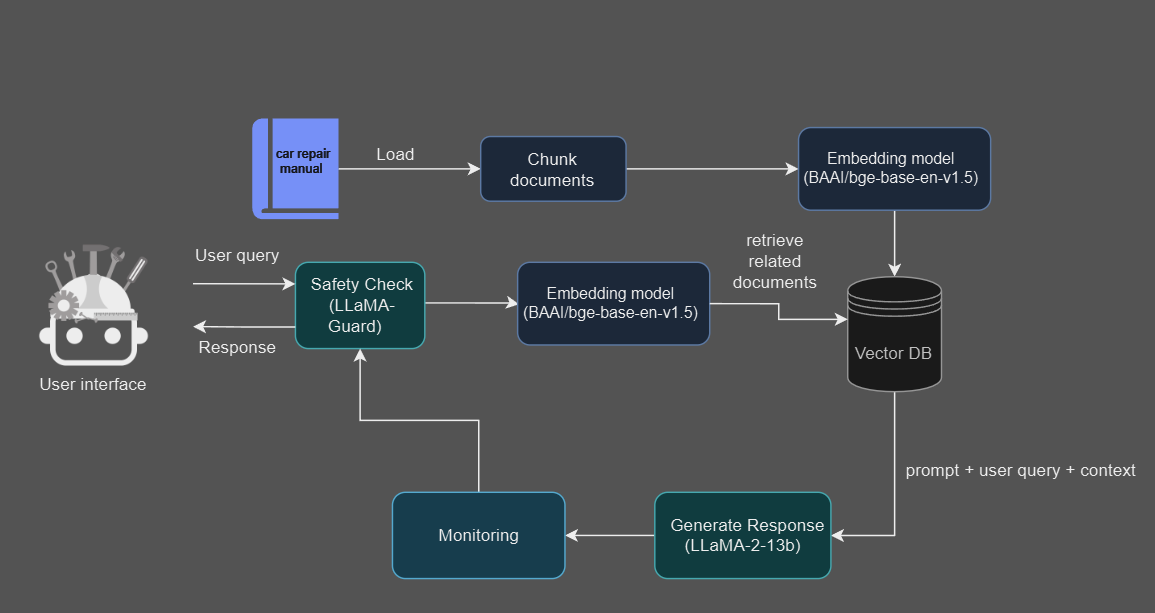 car repair
manual
Load
Chunk
documents
Embedding model
(BAAI/bge-base-en-v1.5)
User query
Safety Check
(LLaMA-
Guard)
Response
User interface
Embedding model
(BAAI/bge-base-en-v1.5)
retrieve
related
documents
Vector DB
prompt + user query + context
Generate Response
(LLaMA-2-13b)
Monitoring